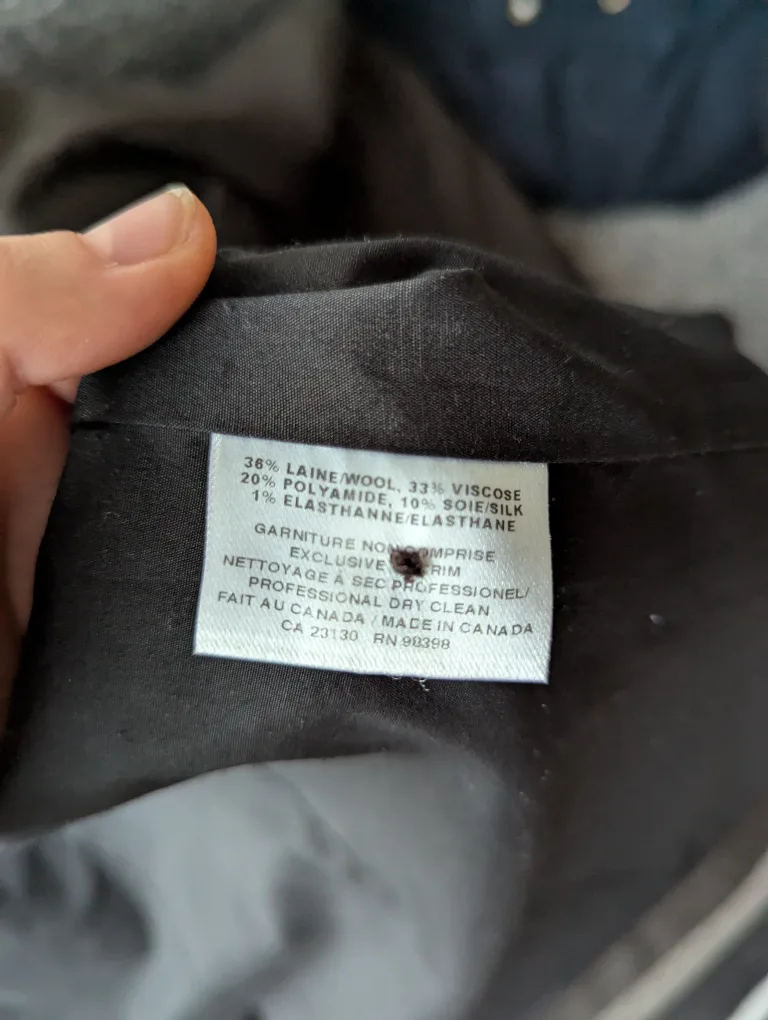 36% LAINE/WOOL, 33% VISCOSE
20% POLYAMIDE, 10% SOIE/SILK
1% ELASTHANNE/ELASTHANE
GARNITURE NON COMPRISE
EXCLUSIVE TRIM
NETTOYAGE À SEC PROFESSIONEL/
PROFESSIONAL DRY CLEAN
FAIT AU CANADA / MADE IN CANADA
CA 23130 RN 98398